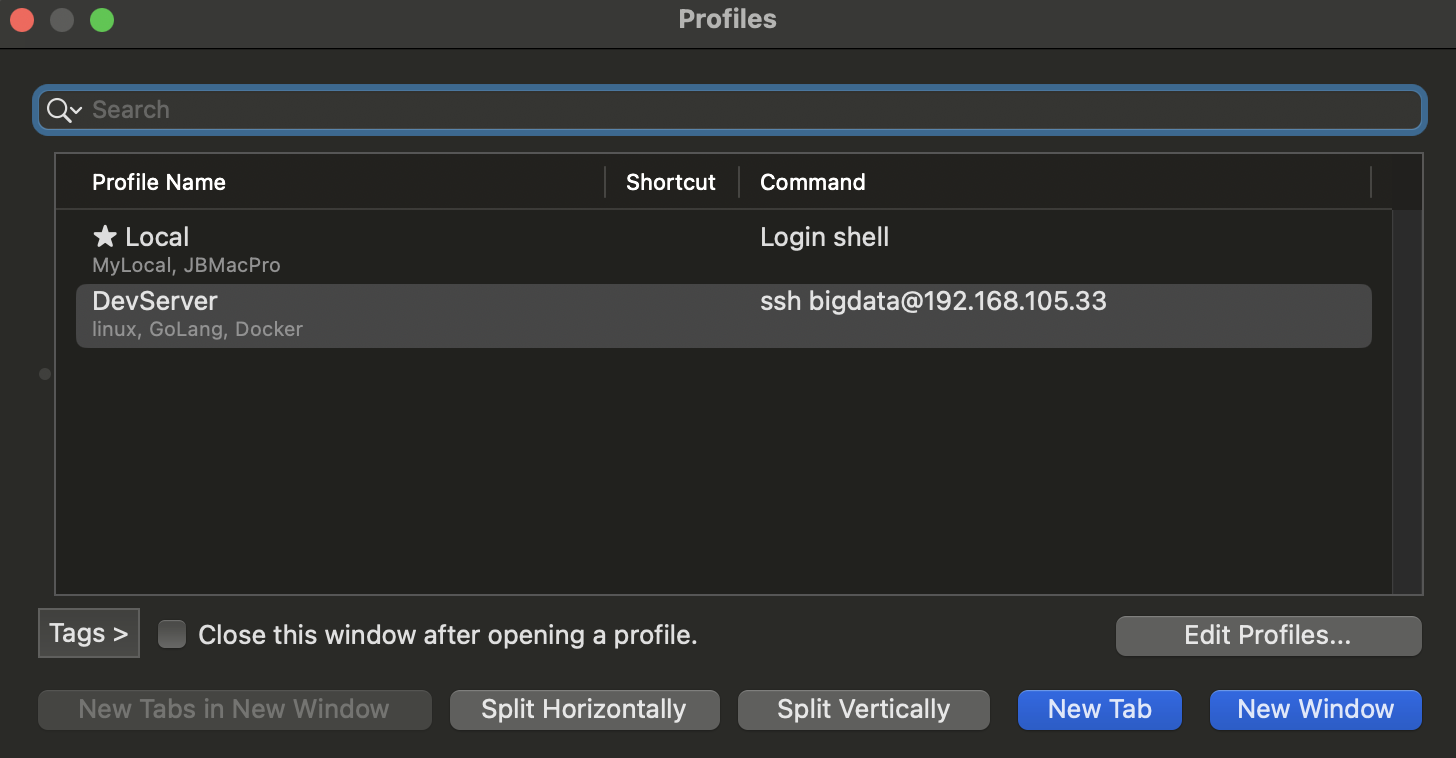 Profiles
Search
Profile Name Shortcut Command
★ Local Login shell
MyLocal, JBMacPro
DevServer ssh bigdata@192.168.105.33
linux, GoLang, Docker
Tags > Close this window after opening a profile. Edit Profiles...
New Tabs in New Window Split Horizontally Split Vertically New Tab New Window